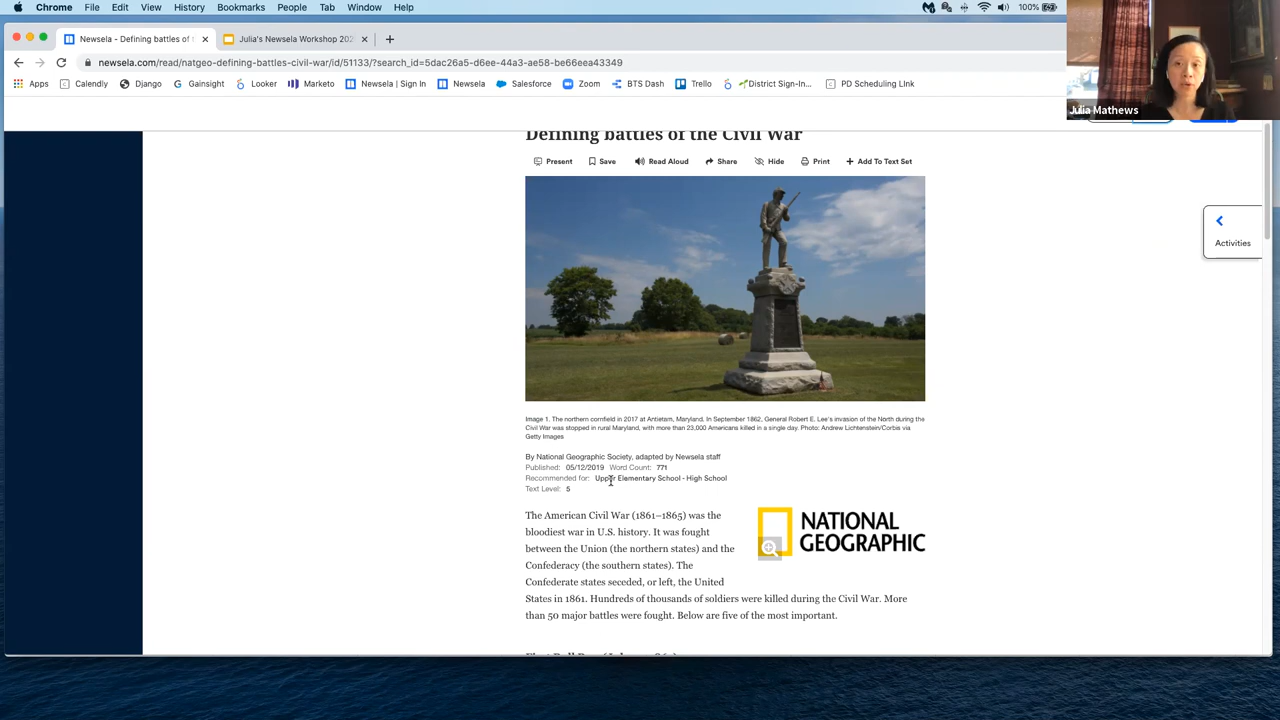 Chrome File Edit View History Bookmarks People Tab Window Help 100%
Newsela - Defining battles of t
Julia's Newsela Workshop 202
newsela.com/read/natgeo-defining-battles-civil-war/id/51133/?search_id=5dac26a5-d6ee-44a3-ae58-be66eea43349
Apps Calendly Django Gainsight Looker Marketo Newsela | Sign In Newsela Salesforce Zoom BTS Dash Trello District Sign-In... PD Scheduling LInk
Julia Mathews
Defining battles of the Civil War
Present Save Read Aloud Share Hide Print Add To Text Set
Activities
Image 1. The northern cornfield in 2017 at Antietam, Maryland. In September 1862, General Robert E. Lee's invasion of the North during the
Civil War was stopped in rural Maryland, with more than 23,000 Americans killed in a single day. Photo: Andrew Lichtenstein/Corbis via
Getty Images
By National Geographic Society, adapted by Newsela staff
Published: 05/12/2019 Word Count: 771
Recommended for: Upper Elementary School - High School
Text Level: 5
NATIONAL
GEOGRAPHIC
The American Civil War (1861–1865) was the
bloodiest war in U.S. history. It was fought
between the Union (the northern states) and the
Confederacy (the southern states). The
Confederate states seceded, or left, the United
States in 1861. Hundreds of thousands of soldiers were killed during the Civil War. More
than 50 major battles were fought. Below are five of the most important.